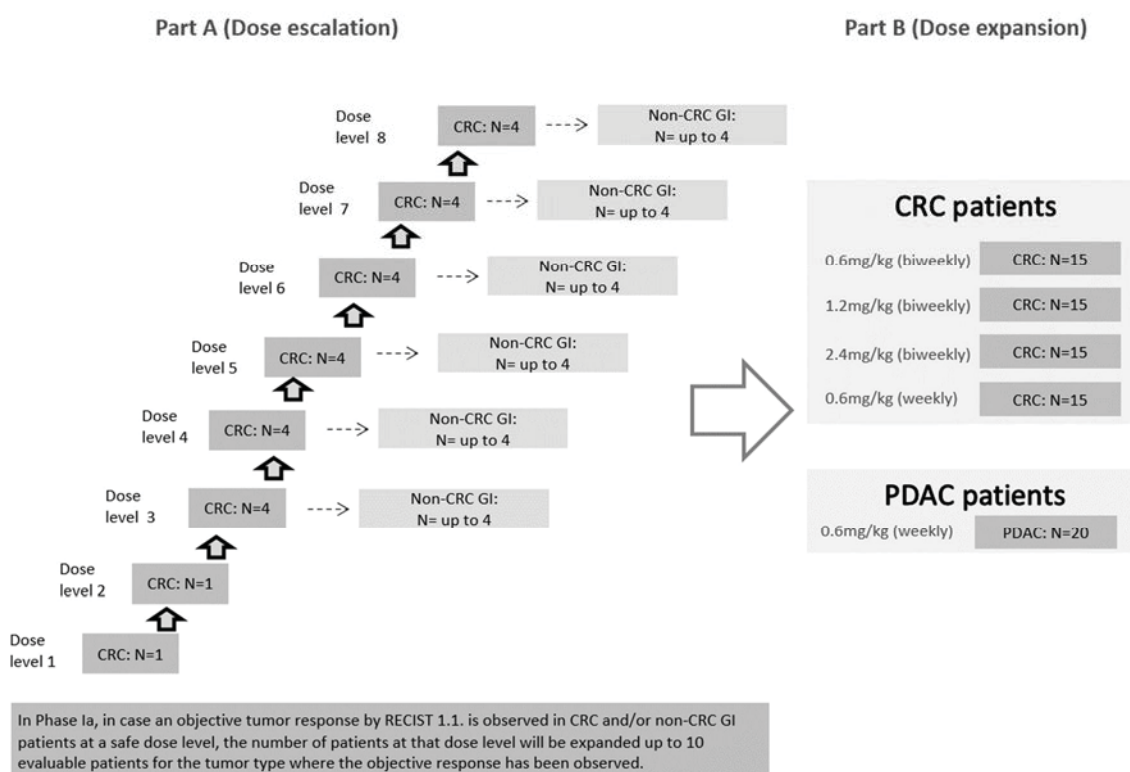 Part A (Dose escalation)
Part B (Dose expansion)
Dose
level 8
CRC: N=4
Non-CRC GI:
N= up to 4
Dose
level 7
CRC: N=4
Non-CRC GI:
N= up to 4
Dose
level 6
CRC: N=4
Non-CRC GI:
N= up to 4
Dose
level 5
CRC: N=4
Non-CRC GI:
N= up to 4
Dose
level 4
CRC: N=4
Non-CRC GI:
N= up to 4
Dose
level 3
CRC: N=4
Non-CRC GI:
N= up to 4
Dose
level 2
CRC: N=1
Dose
level 1
CRC: N=1
CRC patients
0.6mg/kg (biweekly) CRC: N=15
1.2mg/kg (biweekly) CRC: N=15
2.4mg/kg (biweekly) CRC: N=15
0.6mg/kg (weekly) CRC: N=15
PDAC patients
0.6mg/kg (weekly) PDAC: N=20
In Phase Ia, in case an objective tumor response by RECIST 1.1. is observed in CRC and/or non-CRC GI
patients at a safe dose level, the number of patients at that dose level will be expanded up to 10
evaluable patients for the tumor type where the objective response has been observed.